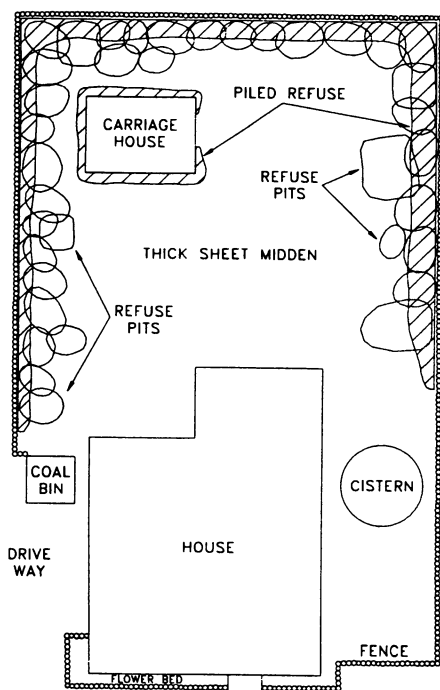 PILED REFUSE
CARRIAGE
HOUSE
REFUSE
PITS
THICK SHEET MIDDEN
REFUSE
PITS
COAL
BIN
CISTERN
HOUSE
DRIVE
WAY
FENCE
FLOWER BED